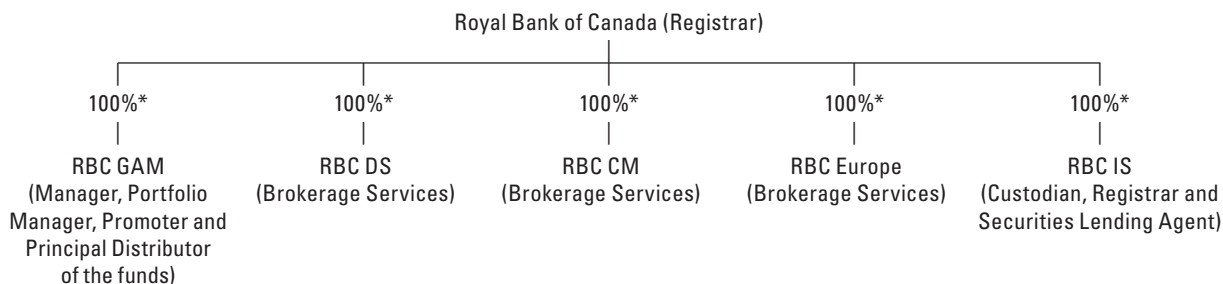 Royal Bank of Canada (Registrar)
100%* 100%* 100%* 100%* 100%*
RBC GAM
(Manager, Portfolio
Manager, Promoter and
Principal Distributor
of the funds)
RBC DS
(Brokerage Services)
RBC CM
(Brokerage Services)
RBC Europe
(Brokerage Services)
RBC IS
(Custodian, Registrar and
Securities Lending Agent)